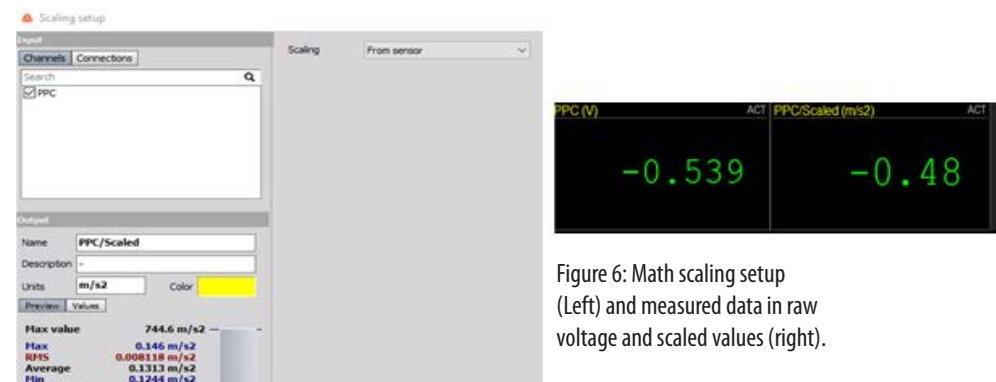 Scaling setup
Input
Channels Connections
Search
PPC
Scaling From sensor
Output
Name PPC/Scaled
Description -
Units m/s2 Color
Preview Values
Max value 744.6 m/s2
Max 0.146 m/s2
RMS 0.008118 m/s2
Average 0.1313 m/s2
Min 0.1244 m/s2
PPC (V) ACT PPC/Scaled (m/s2) ACT
-0.539 -0.48
Figure 6: Math scaling setup
(Left) and measured data in raw
voltage and scaled values (right).